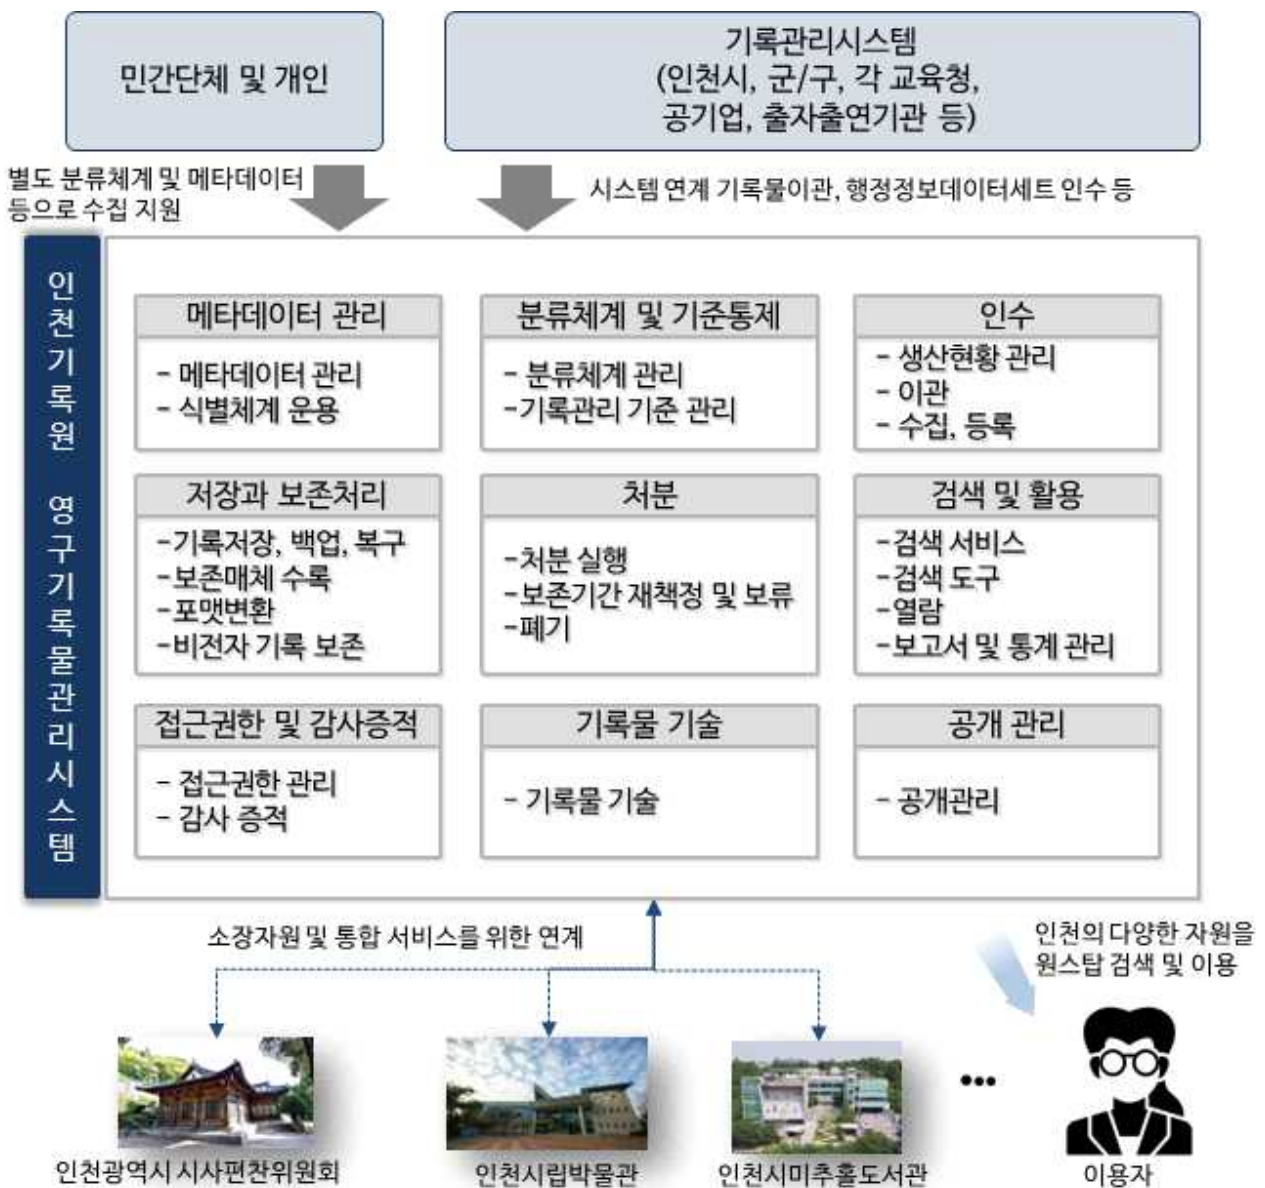 민간단체 및 개인
기록관리시스템
(인천시, 군/구, 각 교육청,
공기업, 출자출연기관 등)
별도 분류체계 및 메타데이터
등으로 수집 지원
시스템 연계 기록물이관, 행정정보데이터세트 인수 등
인천기록원 영구기록물관리시스템
메타데이터 관리
- 메타데이터 관리
- 식별체계 운용
분류체계 및 기준통제
- 분류체계 관리
-기록관리 기준 관리
인수
- 생산현황 관리
- 이관
- 수집, 등록
저장과 보존처리
-기록저장, 백업, 복구
-보존매체 수록
-포맷변환
-비전자 기록 보존
처분
-처분 실행
-보존기간 재책정 및 보류
-폐기
검색 및 활용
-검색 서비스
-검색 도구
-열람
-보고서 및 통계 관리
접근권한 및 감사증적
- 접근권한 관리
- 감사 증적
기록물 기술
- 기록물 기술
공개 관리
- 공개관리
소장자원 및 통합 서비스를 위한 연계
인천의 다양한 자원을
원스탑 검색 및 이용
•••
인천광역시 시사편찬위원회
인천시립박물관
인천시미추홀도서관
이용자